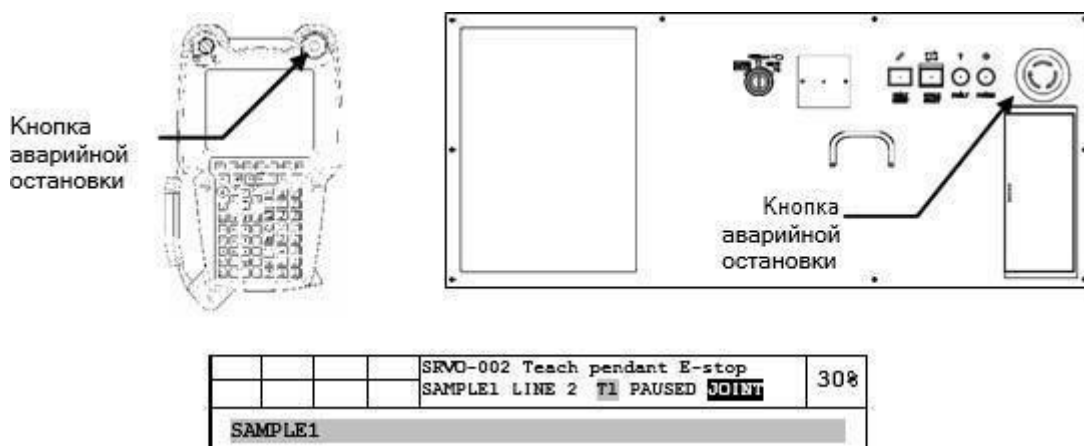 Кнопка
аварийной
остановки
Кнопка
аварийной
остановки
SRVO-002 Teach pendant E-stop
SAMPLE1 LINE 2 T1 PAUSED JOINT
30%
SAMPLE1